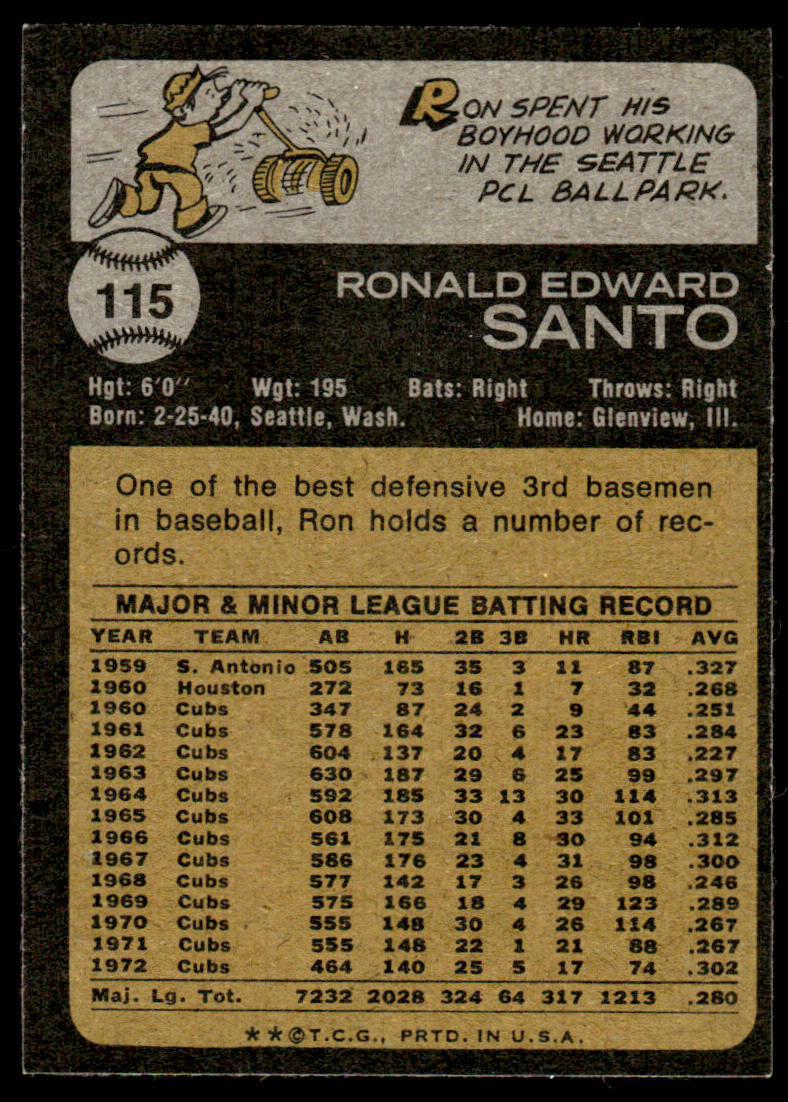 RON SPENT HIS
BOYHOOD WORKING
IN THE SEATTLE
PCL BALLPARK.
115
RONALD EDWARD
SANTO
Hgt: 6'0" Wgt: 195 Bats: Right Throws: Right
Born: 2-25-40, Seattle, Wash. Home: Glenview, Ill.
One of the best defensive 3rd basemen
in baseball, Ron holds a number of rec-
ords.
MAJOR & MINOR LEAGUE BATTING RECORD
YEAR TEAM AB H 2B 3B HR RBI AVG
1959 S. Antonio 505 165 35 3 11 87 .327
1960 Houston 272 73 16 1 7 32 .268
1960 Cubs 347 87 24 2 9 44 .251
1961 Cubs 578 164 32 6 23 83 .284
1962 Cubs 604 137 20 4 17 83 .227
1963 Cubs 630 187 29 6 25 99 .297
1964 Cubs 592 185 33 13 30 114 .313
1965 Cubs 608 173 30 4 33 101 .285
1966 Cubs 561 175 21 8 30 94 .312
1967 Cubs 586 176 23 4 31 98 .300
1968 Cubs 577 142 17 3 26 98 .246
1969 Cubs 575 166 18 4 29 123 .289
1970 Cubs 555 148 30 4 26 114 .267
1971 Cubs 555 148 22 1 21 88 .267
1972 Cubs 464 140 25 5 17 74 .302
Maj. Lg. Tot. 7232 2028 324 64 317 1213 .280
**©T.C.G., PRTD. IN U.S.A.